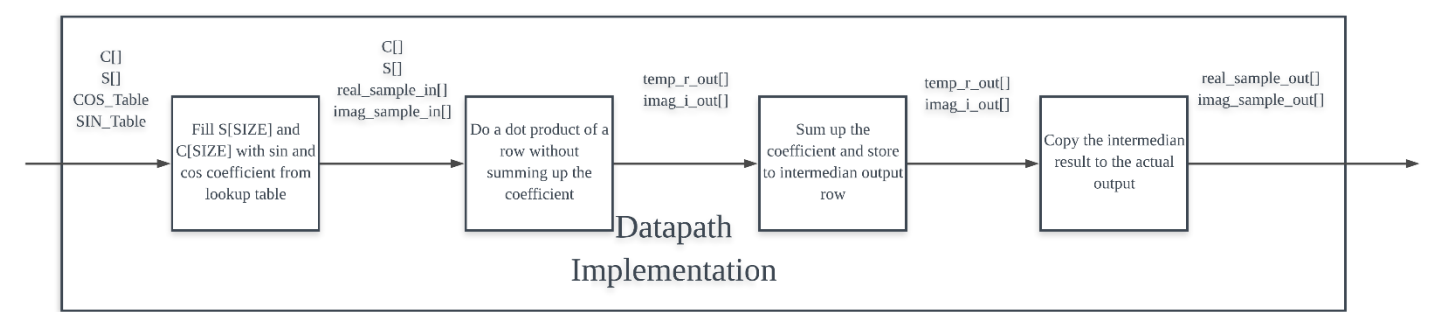 C[]
S[]
COS_Table
SIN_Table
Fill S[SIZE] and
C[SIZE] with sin and
cos coefficient from
lookup table
C[]
S[]
real_sample_in[]
imag_sample_in[]
Do a dot product of a
row without
summing up the
coefficient
temp_r_out[]
imag_i_out[]
Sum up the
coefficient and store
to intermedian output
row
temp_r_out[]
imag_i_out[]
Copy the intermedian
result to the actual
output
real_sample_out[]
imag_sample_out[]
Datapath
Implementation